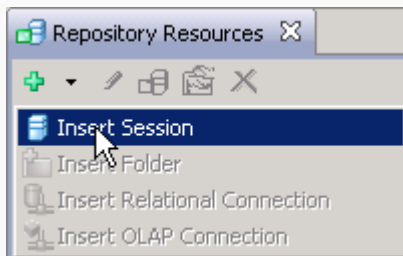 Repository Resources
Insert Session
Insert Folder
Insert Relational Connection
Insert OLAP Connection